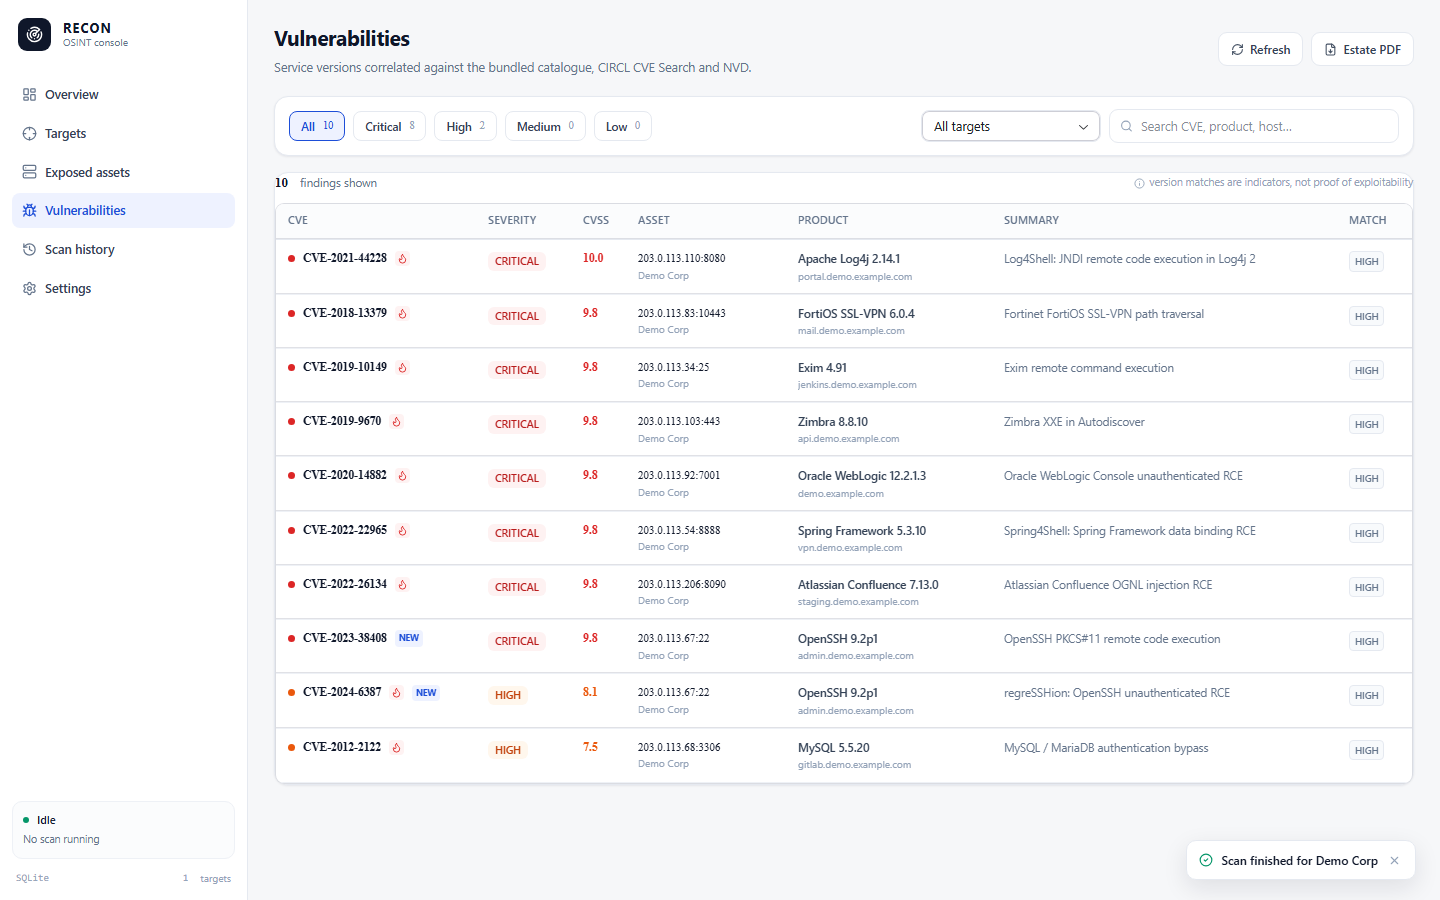 RECON
OSINT console
Overview
Targets
Exposed assets
Vulnerabilities
Scan history
Settings
Idle
No scan running
SQLite 1 targets
Vulnerabilities
Service versions correlated against the bundled catalogue, CIRCL CVE Search and NVD.
Refresh Estate PDF
All 10 Critical 8 High 2 Medium 0 Low 0 All targets Search CVE, product, host...
10 findings shown version matches are indicators, not proof of exploitability
CVE SEVERITY CVSS ASSET PRODUCT SUMMARY MATCH
CVE-2021-44228 CRITICAL 10.0 203.0.113.110:8080 Apache Log4j 2.14.1 Log4Shell: JNDI remote code execution in Log4j 2 HIGH
Demo Corp portal.demo.example.com
CVE-2018-13379 CRITICAL 9.8 203.0.113.83:10443 FortiOS SSL-VPN 6.0.4 Fortinet FortiOS SSL-VPN path traversal HIGH
Demo Corp mail.demo.example.com
CVE-2019-10149 CRITICAL 9.8 203.0.113.34:25 Exim 4.91 Exim remote command execution HIGH
Demo Corp jenkins.demo.example.com
CVE-2019-9670 CRITICAL 9.8 203.0.113.103:443 Zimbra 8.8.10 Zimbra XXE in Autodiscover HIGH
Demo Corp api.demo.example.com
CVE-2020-14882 CRITICAL 9.8 203.0.113.92:7001 Oracle WebLogic 12.2.1.3 Oracle WebLogic Console unauthenticated RCE HIGH
Demo Corp demo.example.com
CVE-2022-22965 CRITICAL 9.8 203.0.113.54:8888 Spring Framework 5.3.10 Spring4Shell: Spring Framework data binding RCE HIGH
Demo Corp vpn.demo.example.com
CVE-2022-26134 CRITICAL 9.8 203.0.113.206:8090 Atlassian Confluence 7.13.0 Atlassian Confluence OGNL injection RCE HIGH
Demo Corp staging.demo.example.com
CVE-2023-38408 NEW CRITICAL 9.8 203.0.113.67:22 OpenSSH 9.2p1 OpenSSH PKCS#11 remote code execution HIGH
Demo Corp admin.demo.example.com
CVE-2024-6387 NEW HIGH 8.1 203.0.113.67:22 OpenSSH 9.2p1 regreSSHion: OpenSSH unauthenticated RCE HIGH
Demo Corp admin.demo.example.com
CVE-2012-2122 HIGH 7.5 203.0.113.68:3306 MySQL 5.5.20 MySQL / MariaDB authentication bypass HIGH
Demo Corp gitlab.demo.example.com
Scan finished for Demo Corp